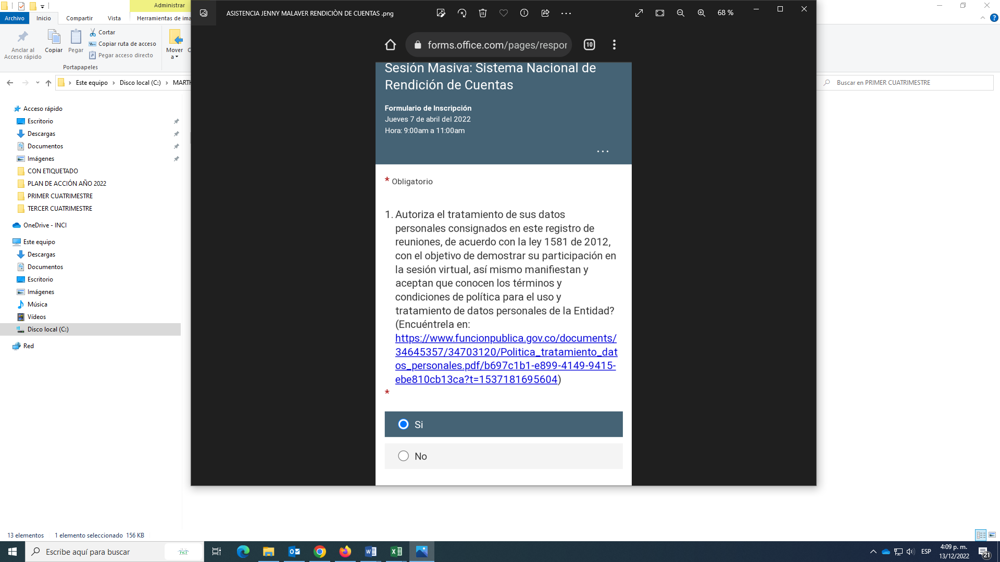 Administrar
Archivo
Inicio
Compartir
Vista
Herramientas de ima
Anclar al
Acceso rápido
Copiar
Pegar
Cortar
Copiar ruta de acceso
Pegar acceso directo
Mover
a
C
Portapapeles
Este equipo
Disco local (C:)
MARTH
Buscar en PRIMER CUATRIMESTRE
Acceso rápido
Escritorio
Descargas
Documentos
Imágenes
CON ETIQUETADO
PLAN DE ACCIÓN AÑO 2022
PRIMER CUATRIMESTRE
TERCER CUATRIMESTRE
OneDrive - INCI
Este equipo
Descargas
Documentos
Escritorio
Imágenes
Música
Vídeos
Disco local (C:)
Red
13 elementos
1 elemento seleccionado 156 KB
ASISTENCIA JENNY MALAVER RENDICIÒN DE CUENTAS .png
68 %
forms.office.com/pages/respor
10
Sesión Masiva: Sistema Nacional de
Rendición de Cuentas
Formulario de Inscripción
Jueves 7 de abril del 2022
Hora: 9:00am a 11:00am
* Obligatorio
1. Autoriza el tratamiento de sus datos
personales consignados en este registro de
reuniones, de acuerdo con la ley 1581 de 2012,
con el objetivo de demostrar su participación en
la sesión virtual, así mismo manifiestan y
aceptan que conocen los términos y
condiciones de política para el uso y
tratamiento de datos personales de la Entidad?
(Encuéntrela en:
https://www.funcionpublica.gov.co/documents/
34645357/34703120/Politica_tratamiento_dat
os_personales.pdf/b697c1b1-e899-4149-9415-
ebe810cb13ca?t=1537181695604)
*
Si
No
Escribe aquí para buscar
INCI
ESP
4:09 p. m.
13/12/2022
21